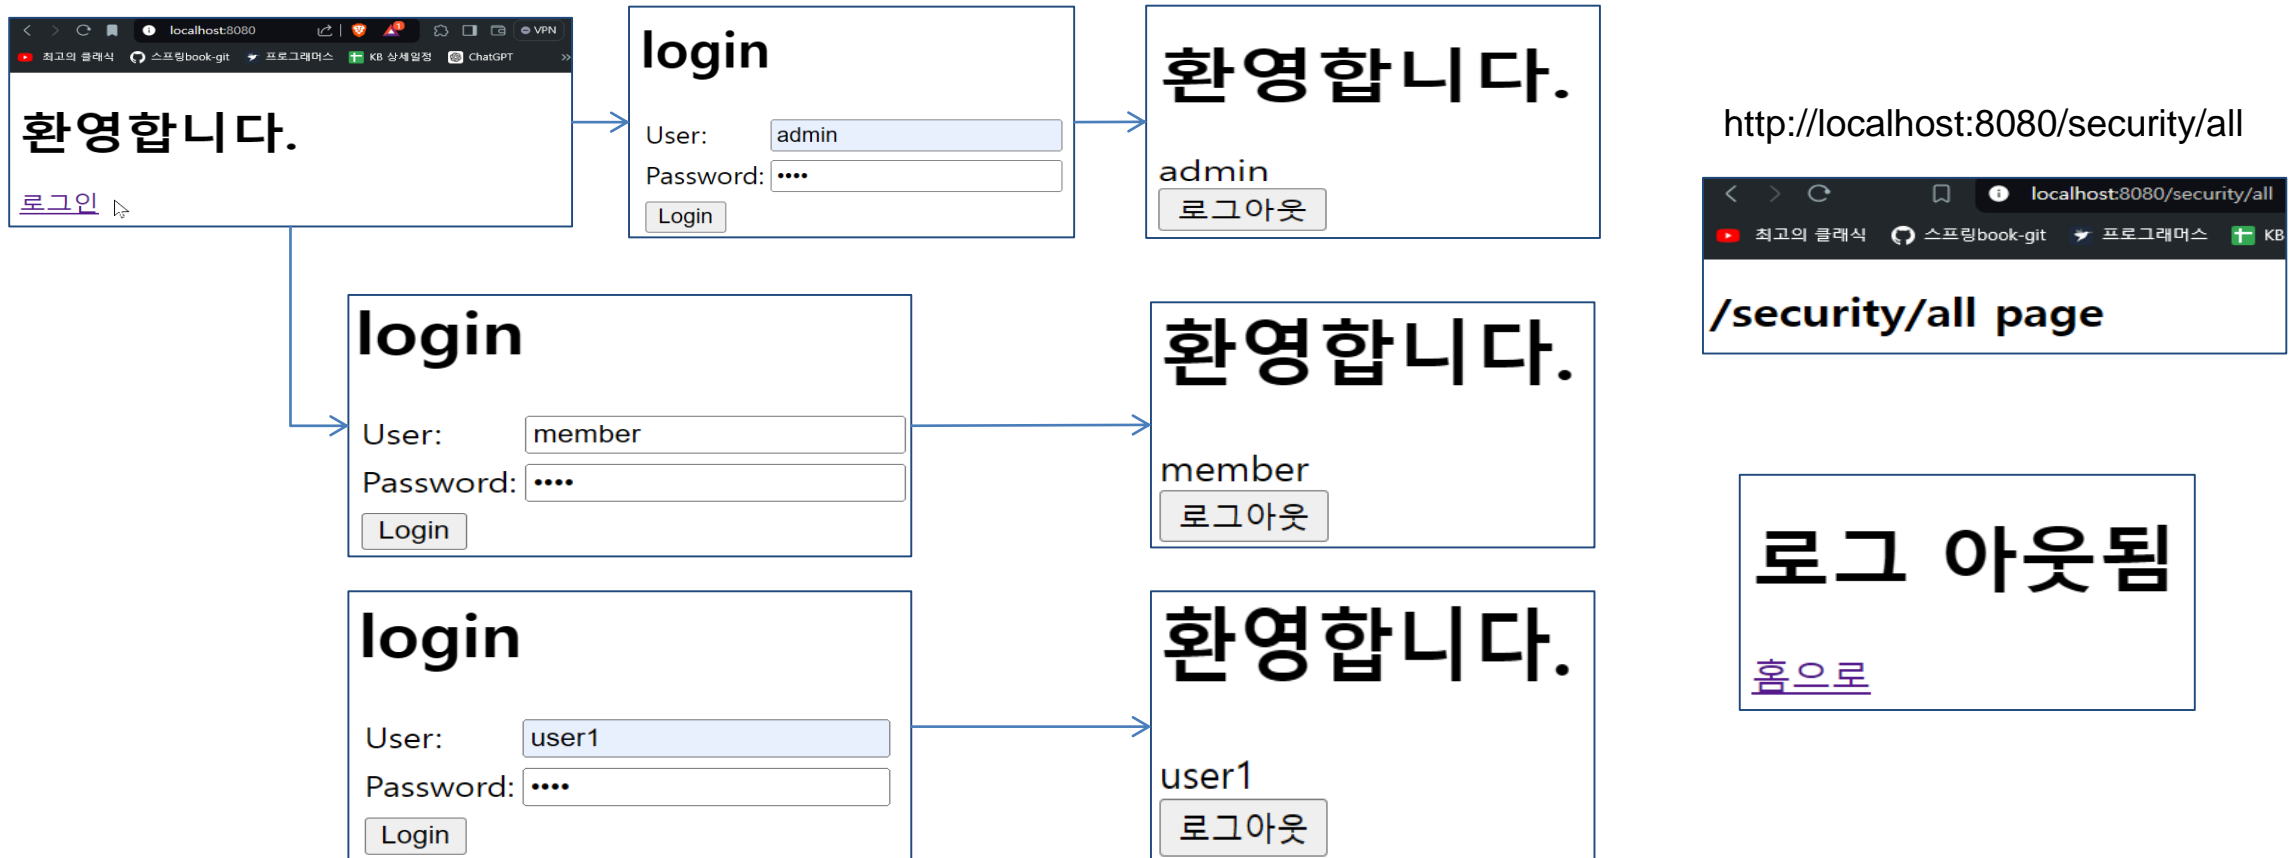 localhost:8080
VPN
최고의 클래식 스프링book-git 프로그래머스 KB 상세일정 ChatGPT »
환영합니다.
로그인
login
User: admin
Password: ••••
Login
환영합니다.
admin
로그아웃
http://localhost:8080/security/all
localhost:8080/security/all
최고의 클래식 스프링book-git 프로그래머스 KB
/security/all page
login
User: member
Password: ••••
Login
환영합니다.
member
로그아웃
로그 아웃됨
홈으로
login
User: user1
Password: ••••
Login
환영합니다.
user1
로그아웃